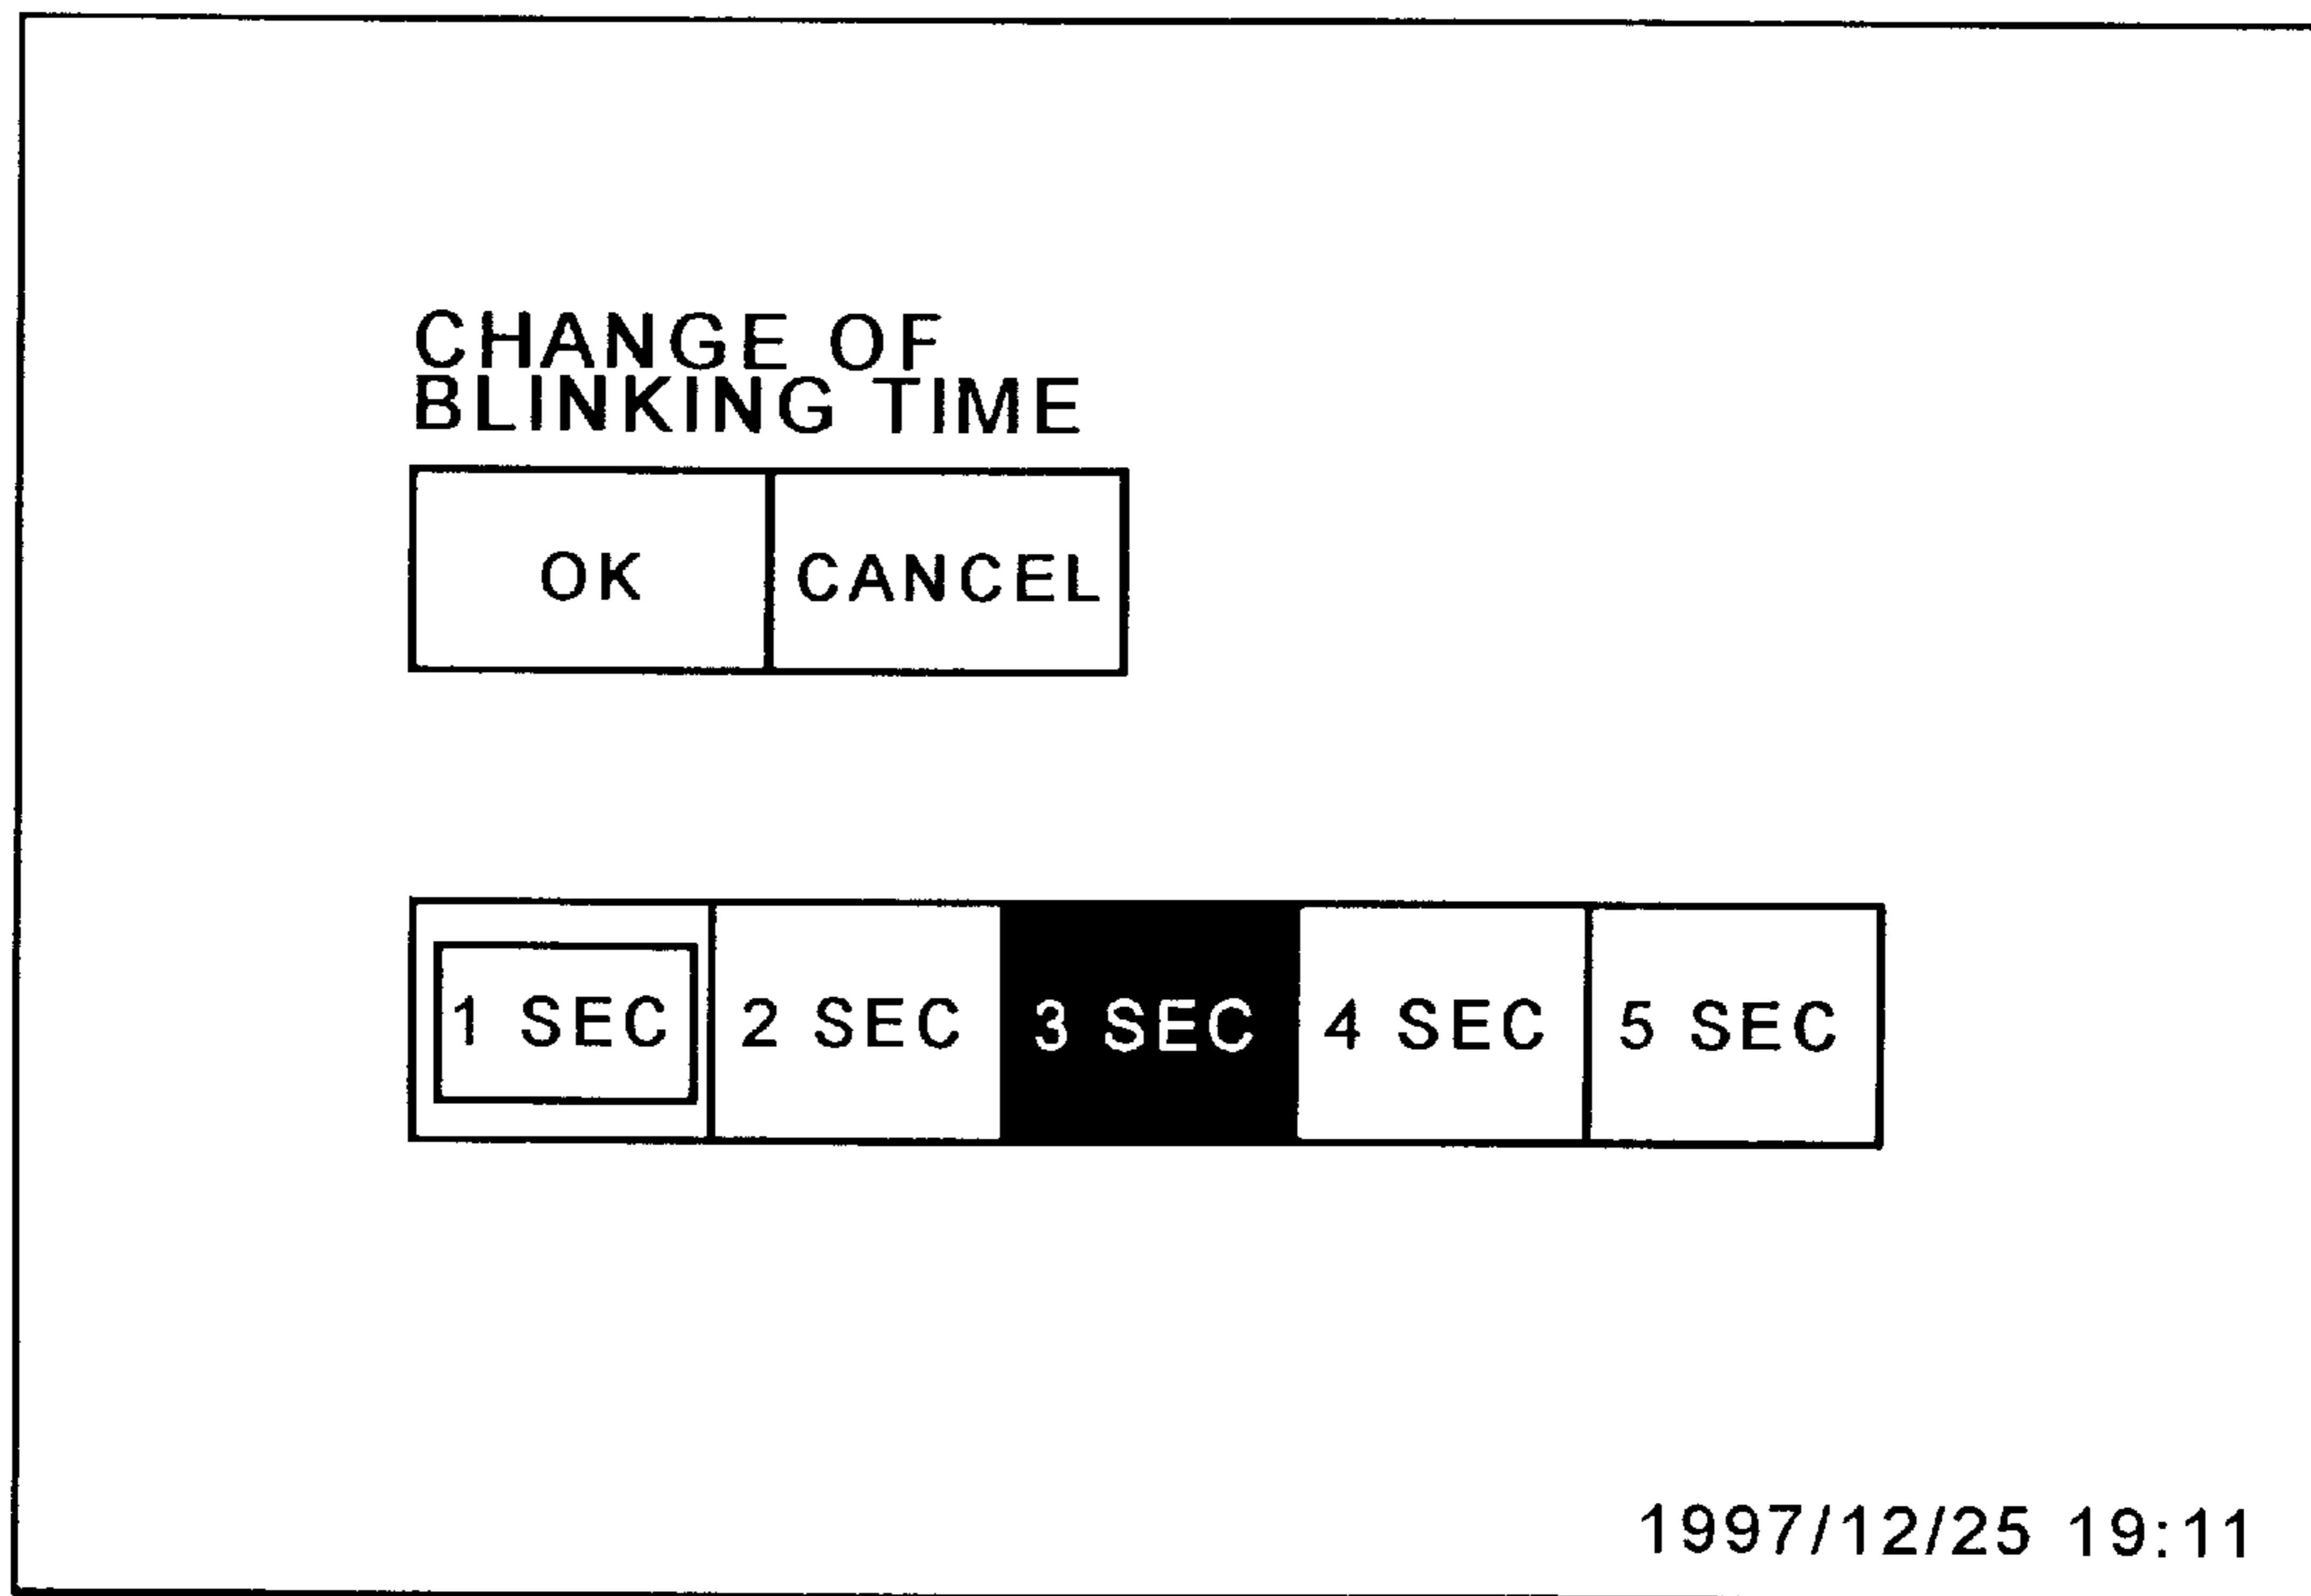 CHANGE OF
BLINKING TIME
OK CANCEL
1 SEC 2 SEC 3 SEC 4 SEC 5 SEC
1997/12/25 19:11